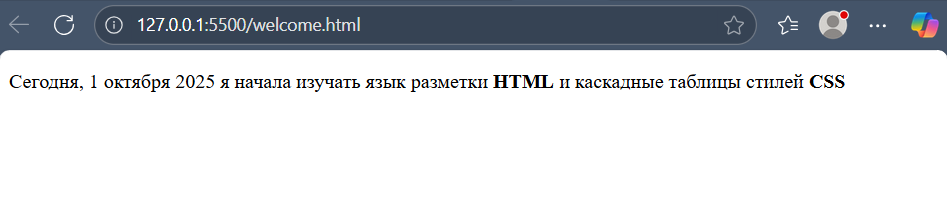 127.0.0.1:5500/welcome.html
Сегодня, 1 октября 2025 я начала изучать язык разметки HTML и каскадные таблицы стилей CSS